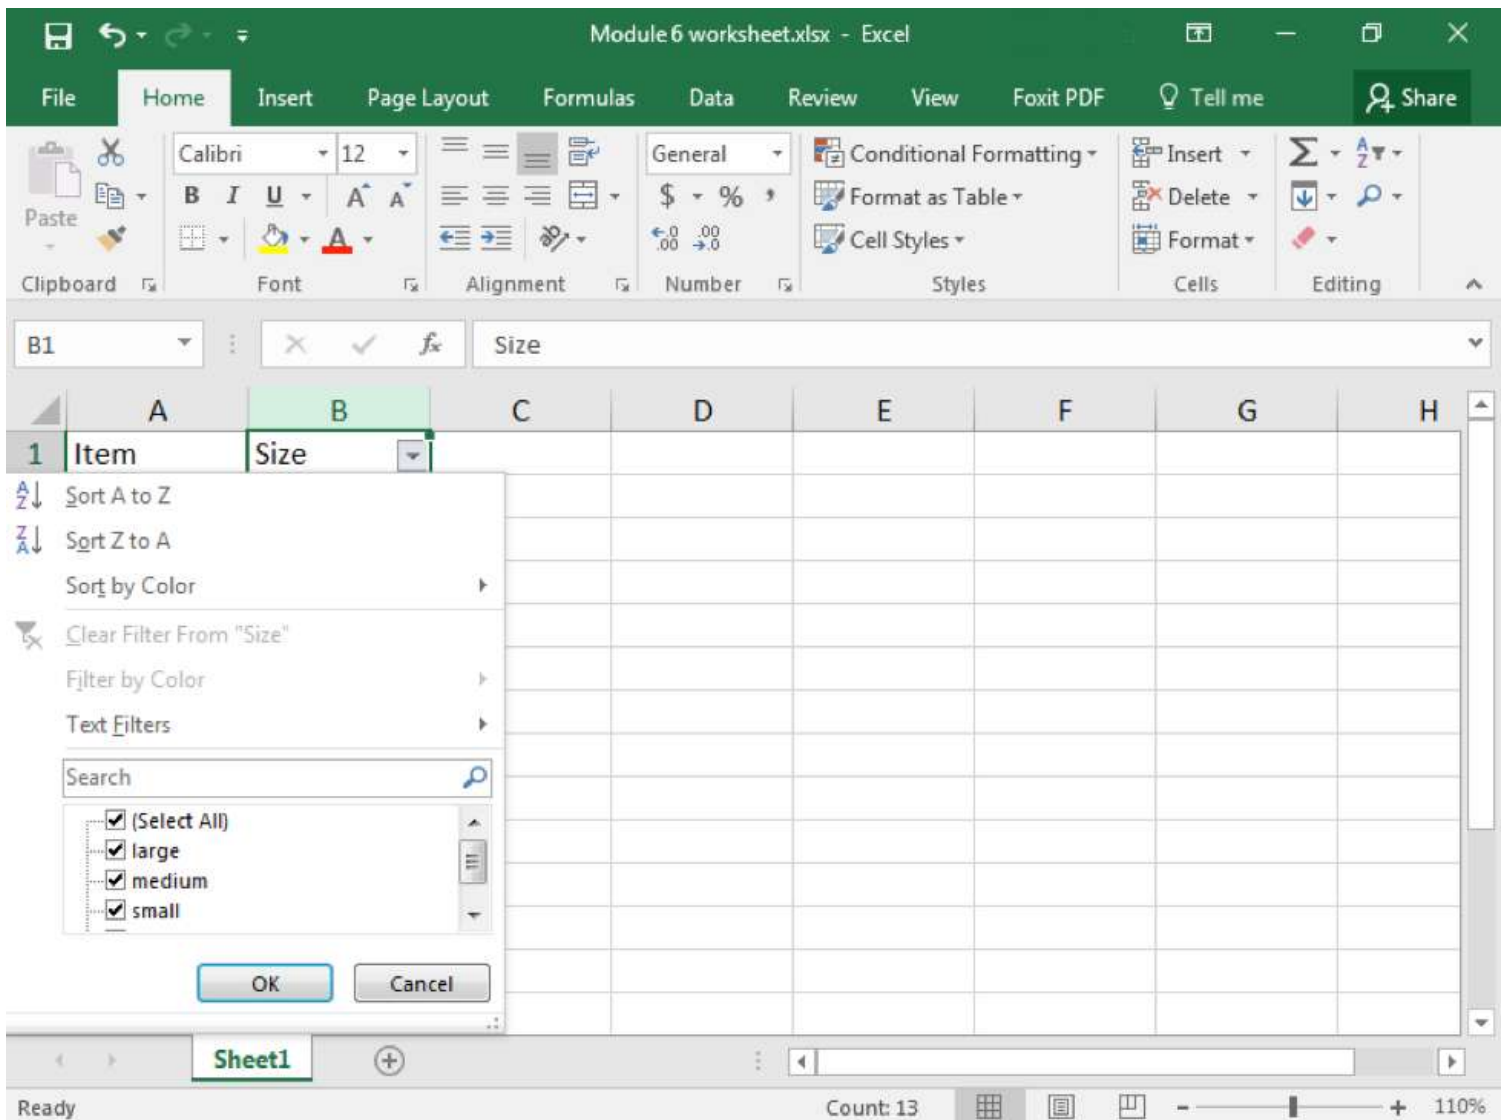 Module 6 worksheet.xlsx - Excel
File Home Insert Page Layout Formulas Data Review View Foxit PDF Tell me Share
Calibri 12 General Conditional Formatting Insert
Paste B I U A A $ % , Format as Table Delete
A Cell Styles Format
Clipboard Font Alignment Number Styles Cells Editing
B1 fx Size
A B C D E F G H
1 Item Size
Sort A to Z
Sort Z to A
Sort by Color
Clear Filter From "Size"
Filter by Color
Text Filters
Search
(Select All)
large
medium
small
OK Cancel
Sheet1
Ready Count: 13 - + 110%